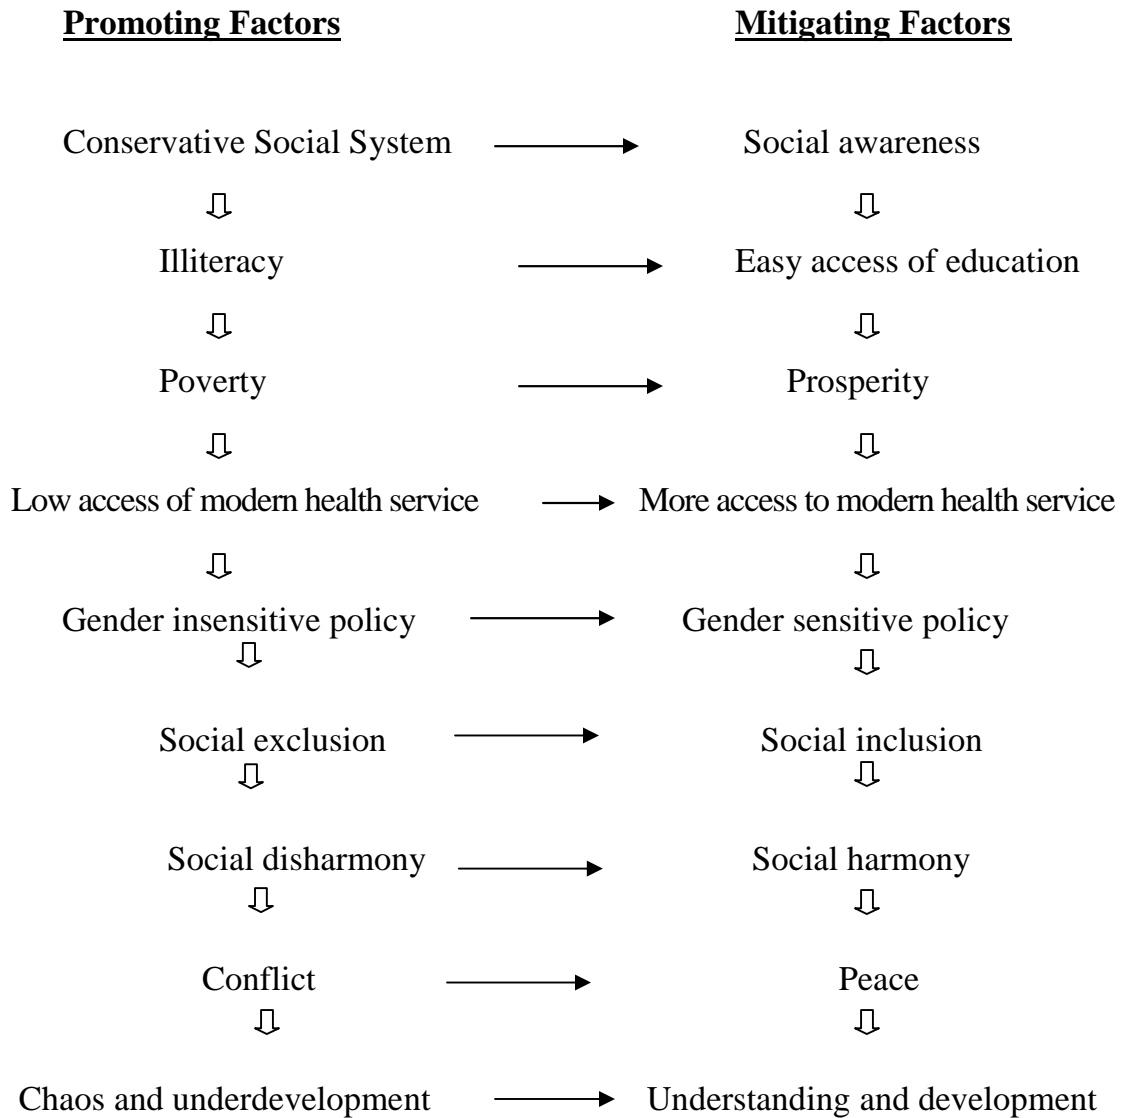 Promoting Factors Mitigating Factors
Conservative Social System Social awareness
Illiteracy Easy access of education
Poverty Prosperity
Low access of modern health service More access to modern health service
Gender insensitive policy Gender sensitive policy
Social exclusion Social inclusion
Social disharmony Social harmony
Conflict Peace
Chaos and underdevelopment Understanding and development